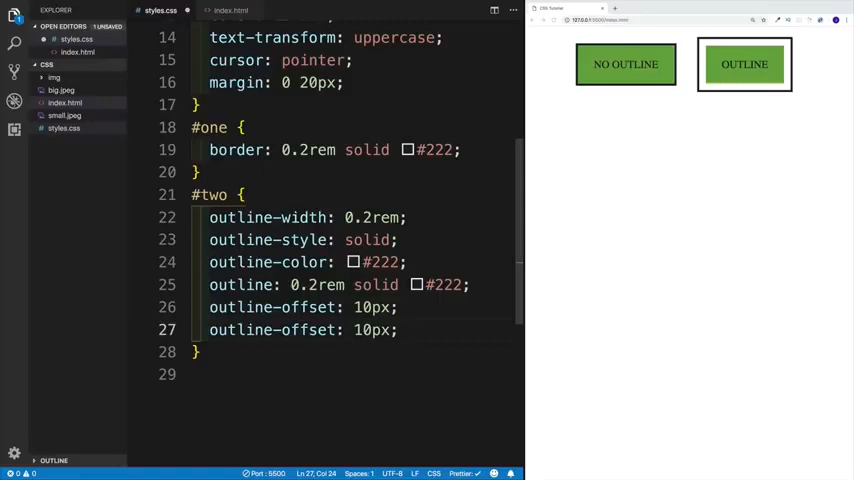 EXPLORER
OPEN EDITORS 1 UNSAVED
styles.css
index.html
CSS
img
big.jpeg
index.html
small.jpeg
styles.css
OUTLINE
styles.css
index.html
14 text-transform: uppercase;
15 cursor: pointer;
16 margin: 0 20px;
17 }
18 #one {
19 border: 0.2rem solid #222;
20 }
21 #two {
22 outline-width: 0.2rem;
23 outline-style: solid;
24 outline-color: #222;
25 outline: 0.2rem solid #222;
26 outline-offset: 10px;
27 outline-offset: 10px;
28 }
29
0 0 Port : 5500 Ln 27, Col 24 Spaces: 1 UTF-8 LF CSS Prettier: ✓
CSS Tutorial
127.0.0.1:5500/index.html
NO OUTLINE
OUTLINE